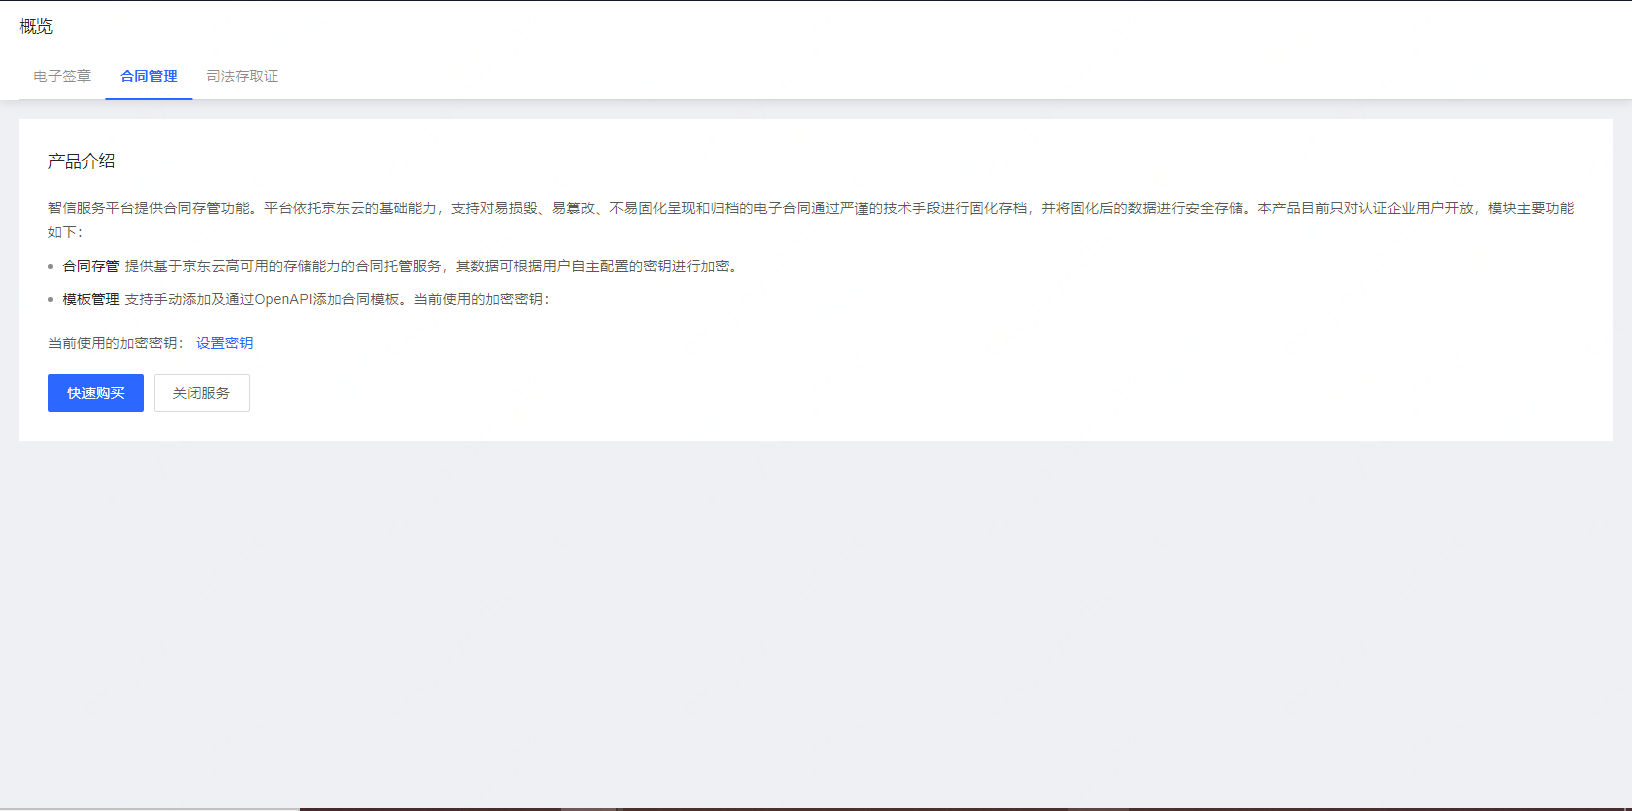 概览
电子签章 合同管理 司法存取证
产品介绍
智信服务平台提供合同存管功能。平台依托京东云的基础能力，支持对易损毁、易篡改、不易固化呈现和归档的电子合同通过严谨的技术手段进行固化存档，并将固化后的数据进行安全存储。本产品目前只对认证企业用户开放，模块主要功能
如下：
合同存管 提供基于京东云高可用的存储能力的合同托管服务，其数据可根据用户自主配置的密钥进行加密。
模板管理 支持手动添加及通过OpenAPI添加合同模板。当前使用的加密密钥：
当前使用的加密密钥： 设置密钥
快速购买 关闭服务